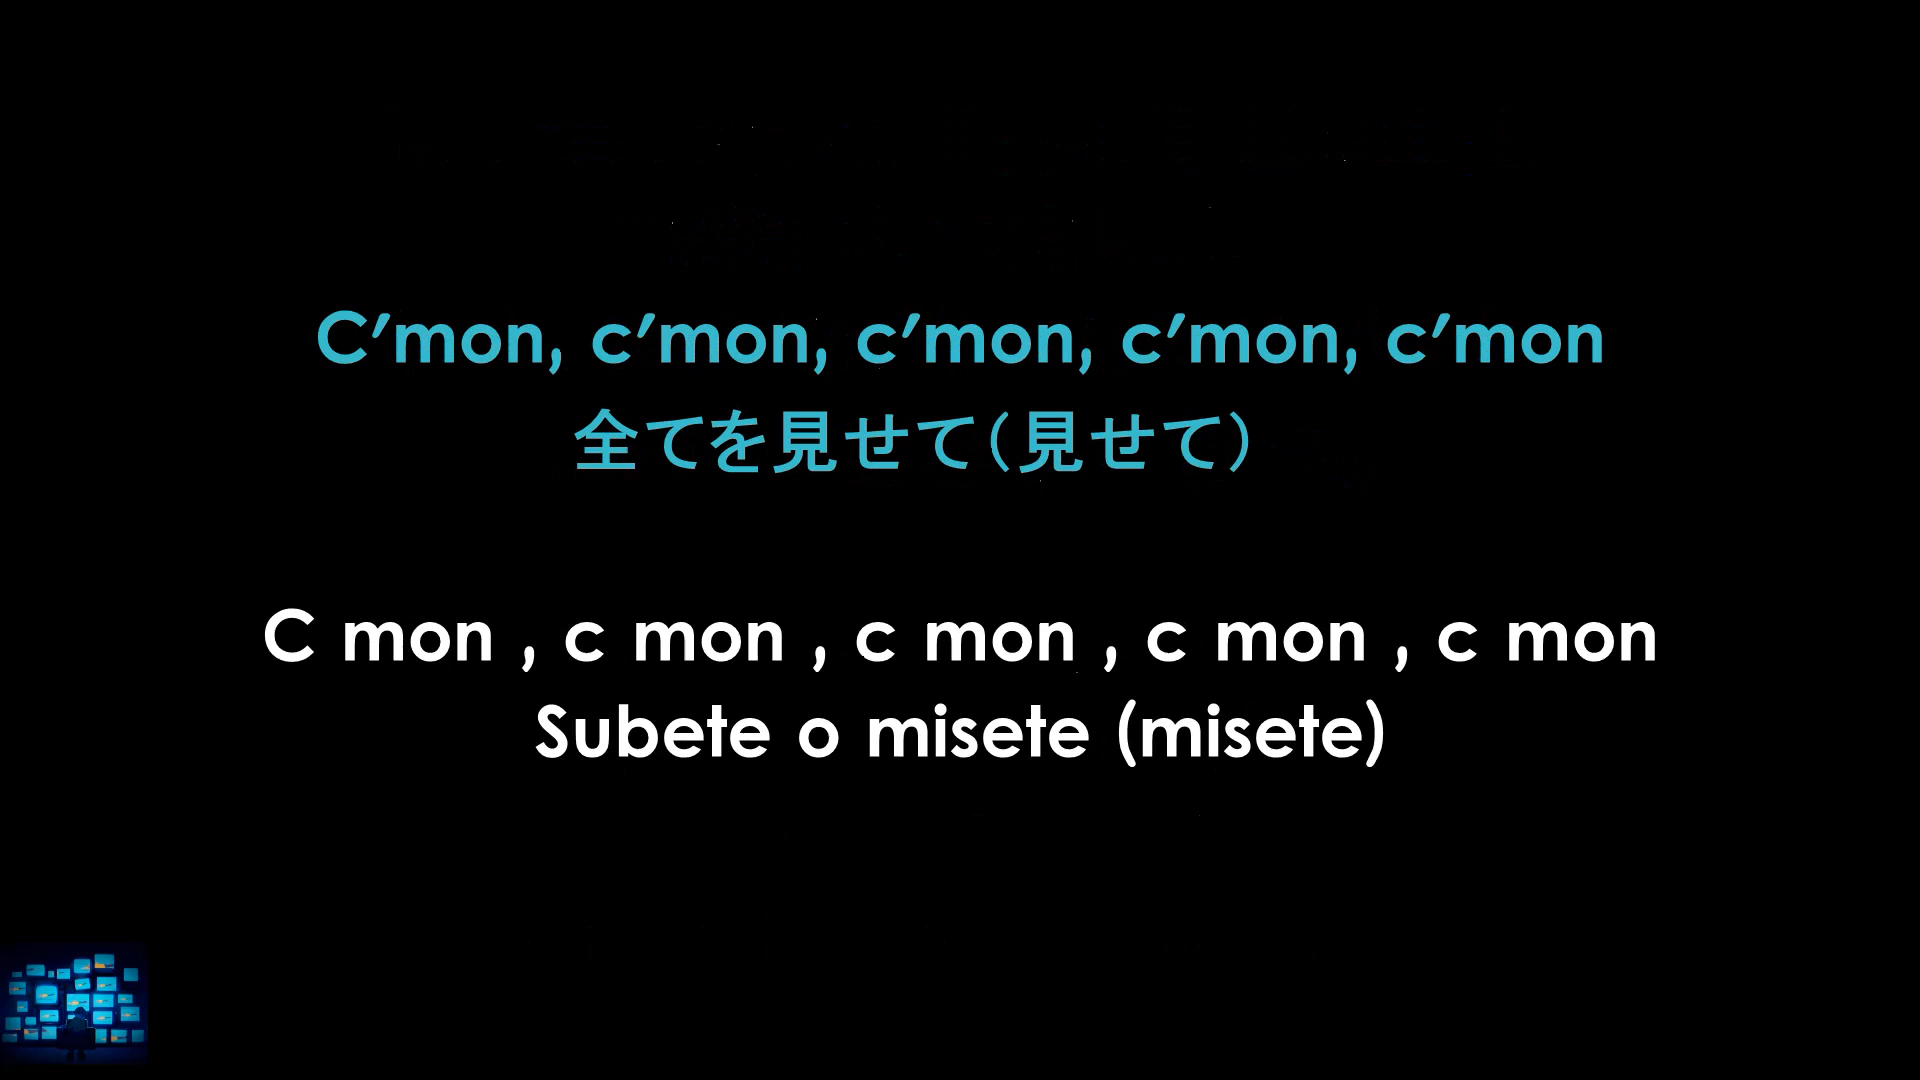 C'mon, c'mon, c'mon, c'mon, c'mon
全てを見せて(見せて)
C mon , c mon , c mon , c mon , c mon
Subete o misete (misete)